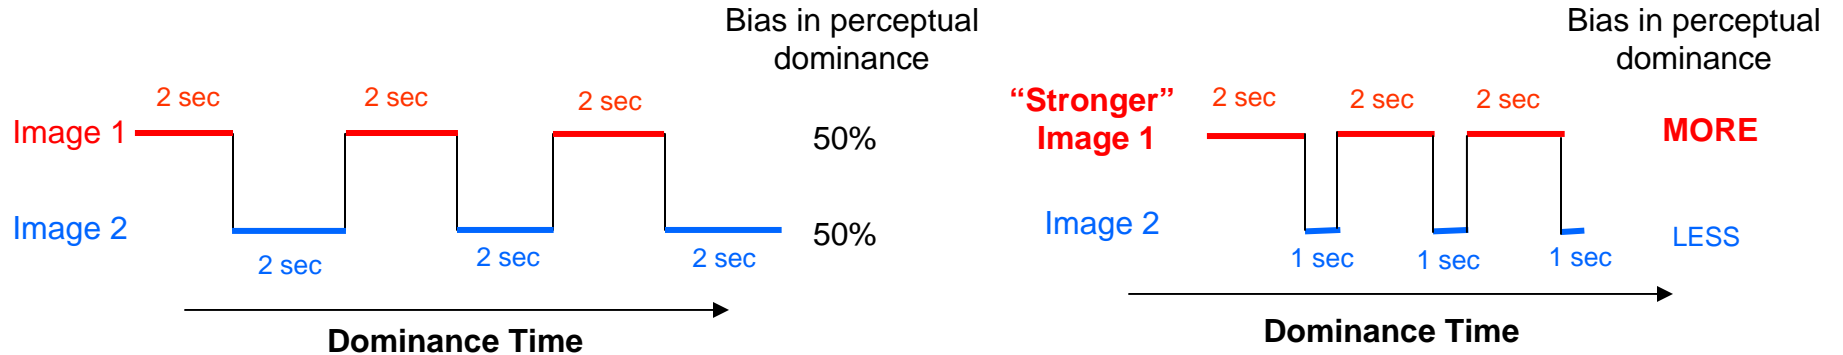 Bias in perceptual
dominance
2 sec 2 sec 2 sec
Image 1
50%
Image 2
50%
2 sec 2 sec 2 sec
Dominance Time
Bias in perceptual
dominance
“Stronger”
Image 1
2 sec 2 sec 2 sec
MORE
Image 2
LESS
1 sec 1 sec 1 sec
Dominance Time